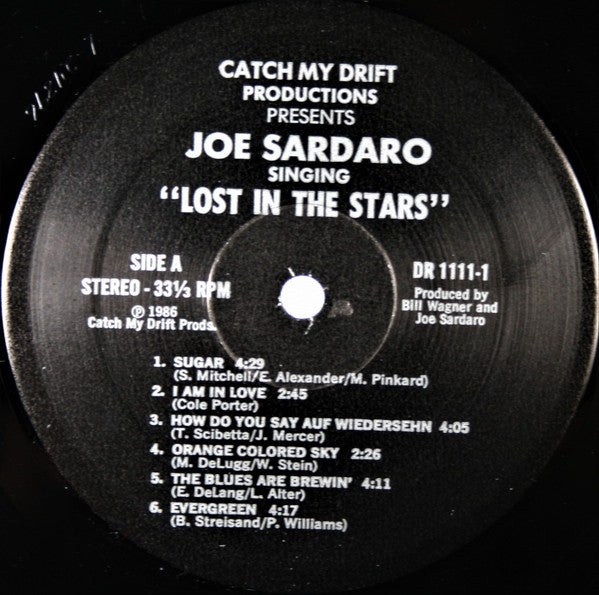 CATCH MY DRIFT
PRODUCTIONS
PRESENTS
JOE SARDARO
SINGING
"LOST IN THE STARS"
SIDE A
STEREO - 33⅓ RPM
℗ 1986
Catch My Drift Prods.
DR 1111-1
Produced by
Bill Wagner and
Joe Sardaro
1. SUGAR 4:29
(S. Mitchell/E. Alexander/M. Pinkard)
2. I AM IN LOVE 2:45
(Cole Porter)
3. HOW DO YOU SAY AUF WIEDERSEHN 4:05
(T. Scibetta/J. Mercer)
4. ORANGE COLORED SKY 2:26
(M. DeLugg/W. Stein)
5. THE BLUES ARE BREWIN' 4:11
(E. DeLang/L. Alter)
6. EVERGREEN 4:17
(B. Streisand/P. Williams)